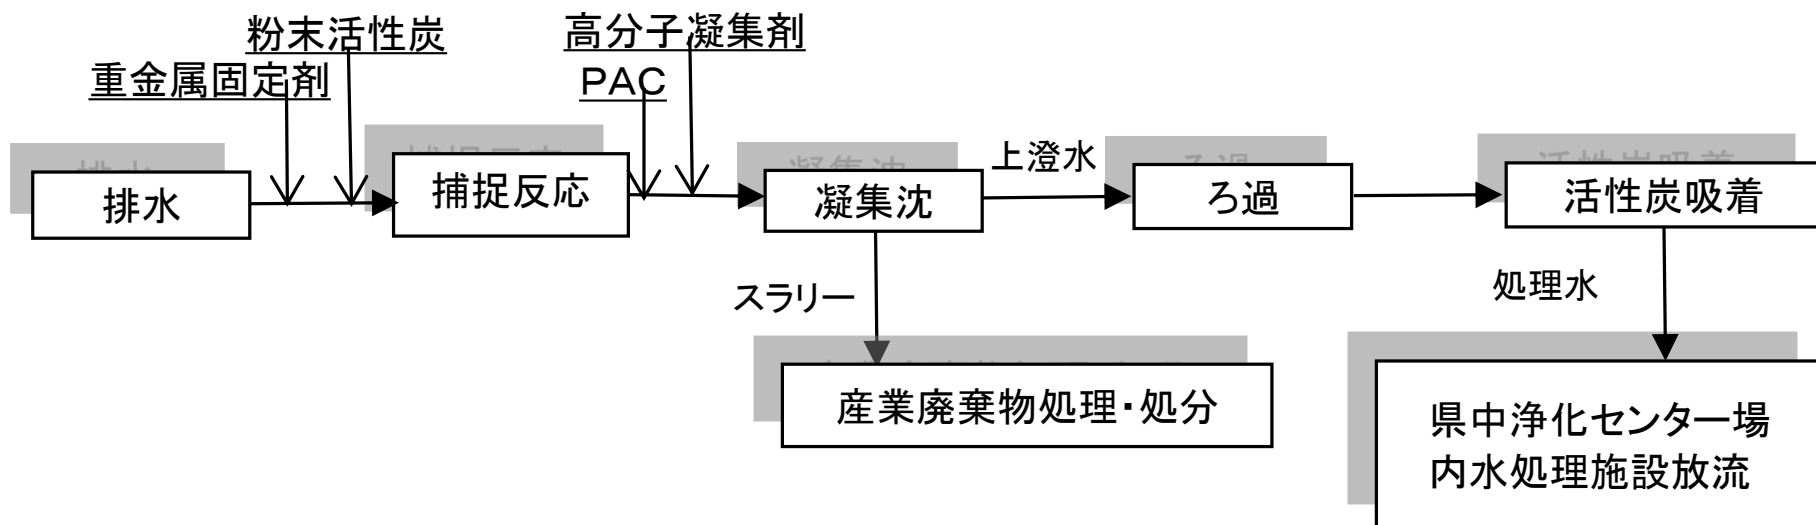 粉末活性炭
高分子凝集剤
重金属固定剤
PAC
排水
捕捉反応
凝集沈
上澄水
ろ過
活性炭吸着
スラリー
処理水
産業廃棄物処理・処分
県中浄化センター場
内水処理施設放流